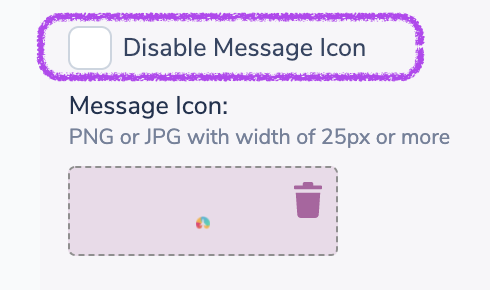 Disable Message Icon
Message Icon:
PNG or JPG with width of 25px or more